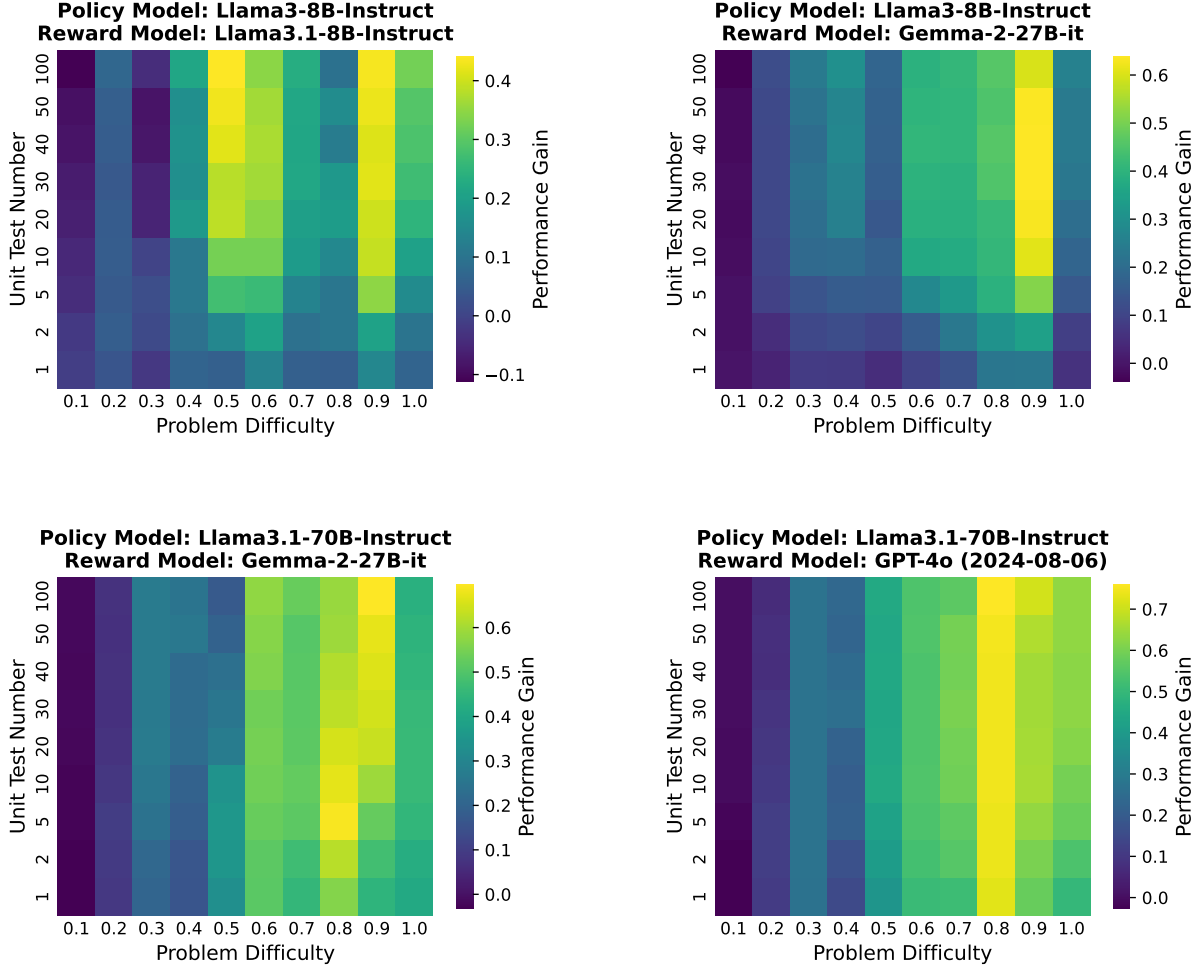 Policy Model: Llama3-8B-Instruct
Reward Model: Llama3.1-8B-Instruct
Unit Test Number
100
50
40
30
20
10
5
2
1
0.1 0.2 0.3 0.4 0.5 0.6 0.7 0.8 0.9 1.0
Problem Difficulty
0.4
0.3
0.2
0.1
0.0
−0.1
Performance Gain
Policy Model: Llama3-8B-Instruct
Reward Model: Gemma-2-27B-it
Unit Test Number
100
50
40
30
20
10
5
2
1
0.1 0.2 0.3 0.4 0.5 0.6 0.7 0.8 0.9 1.0
Problem Difficulty
0.6
0.5
0.4
0.3
0.2
0.1
0.0
Performance Gain
Policy Model: Llama3.1-70B-Instruct
Reward Model: Gemma-2-27B-it
Unit Test Number
100
50
40
30
20
10
5
2
1
0.1 0.2 0.3 0.4 0.5 0.6 0.7 0.8 0.9 1.0
Problem Difficulty
0.6
0.5
0.4
0.3
0.2
0.1
0.0
Performance Gain
Policy Model: Llama3.1-70B-Instruct
Reward Model: GPT-4o (2024-08-06)
Unit Test Number
100
50
40
30
20
10
5
2
1
0.1 0.2 0.3 0.4 0.5 0.6 0.7 0.8 0.9 1.0
Problem Difficulty
0.7
0.6
0.5
0.4
0.3
0.2
0.1
0.0
Performance Gain